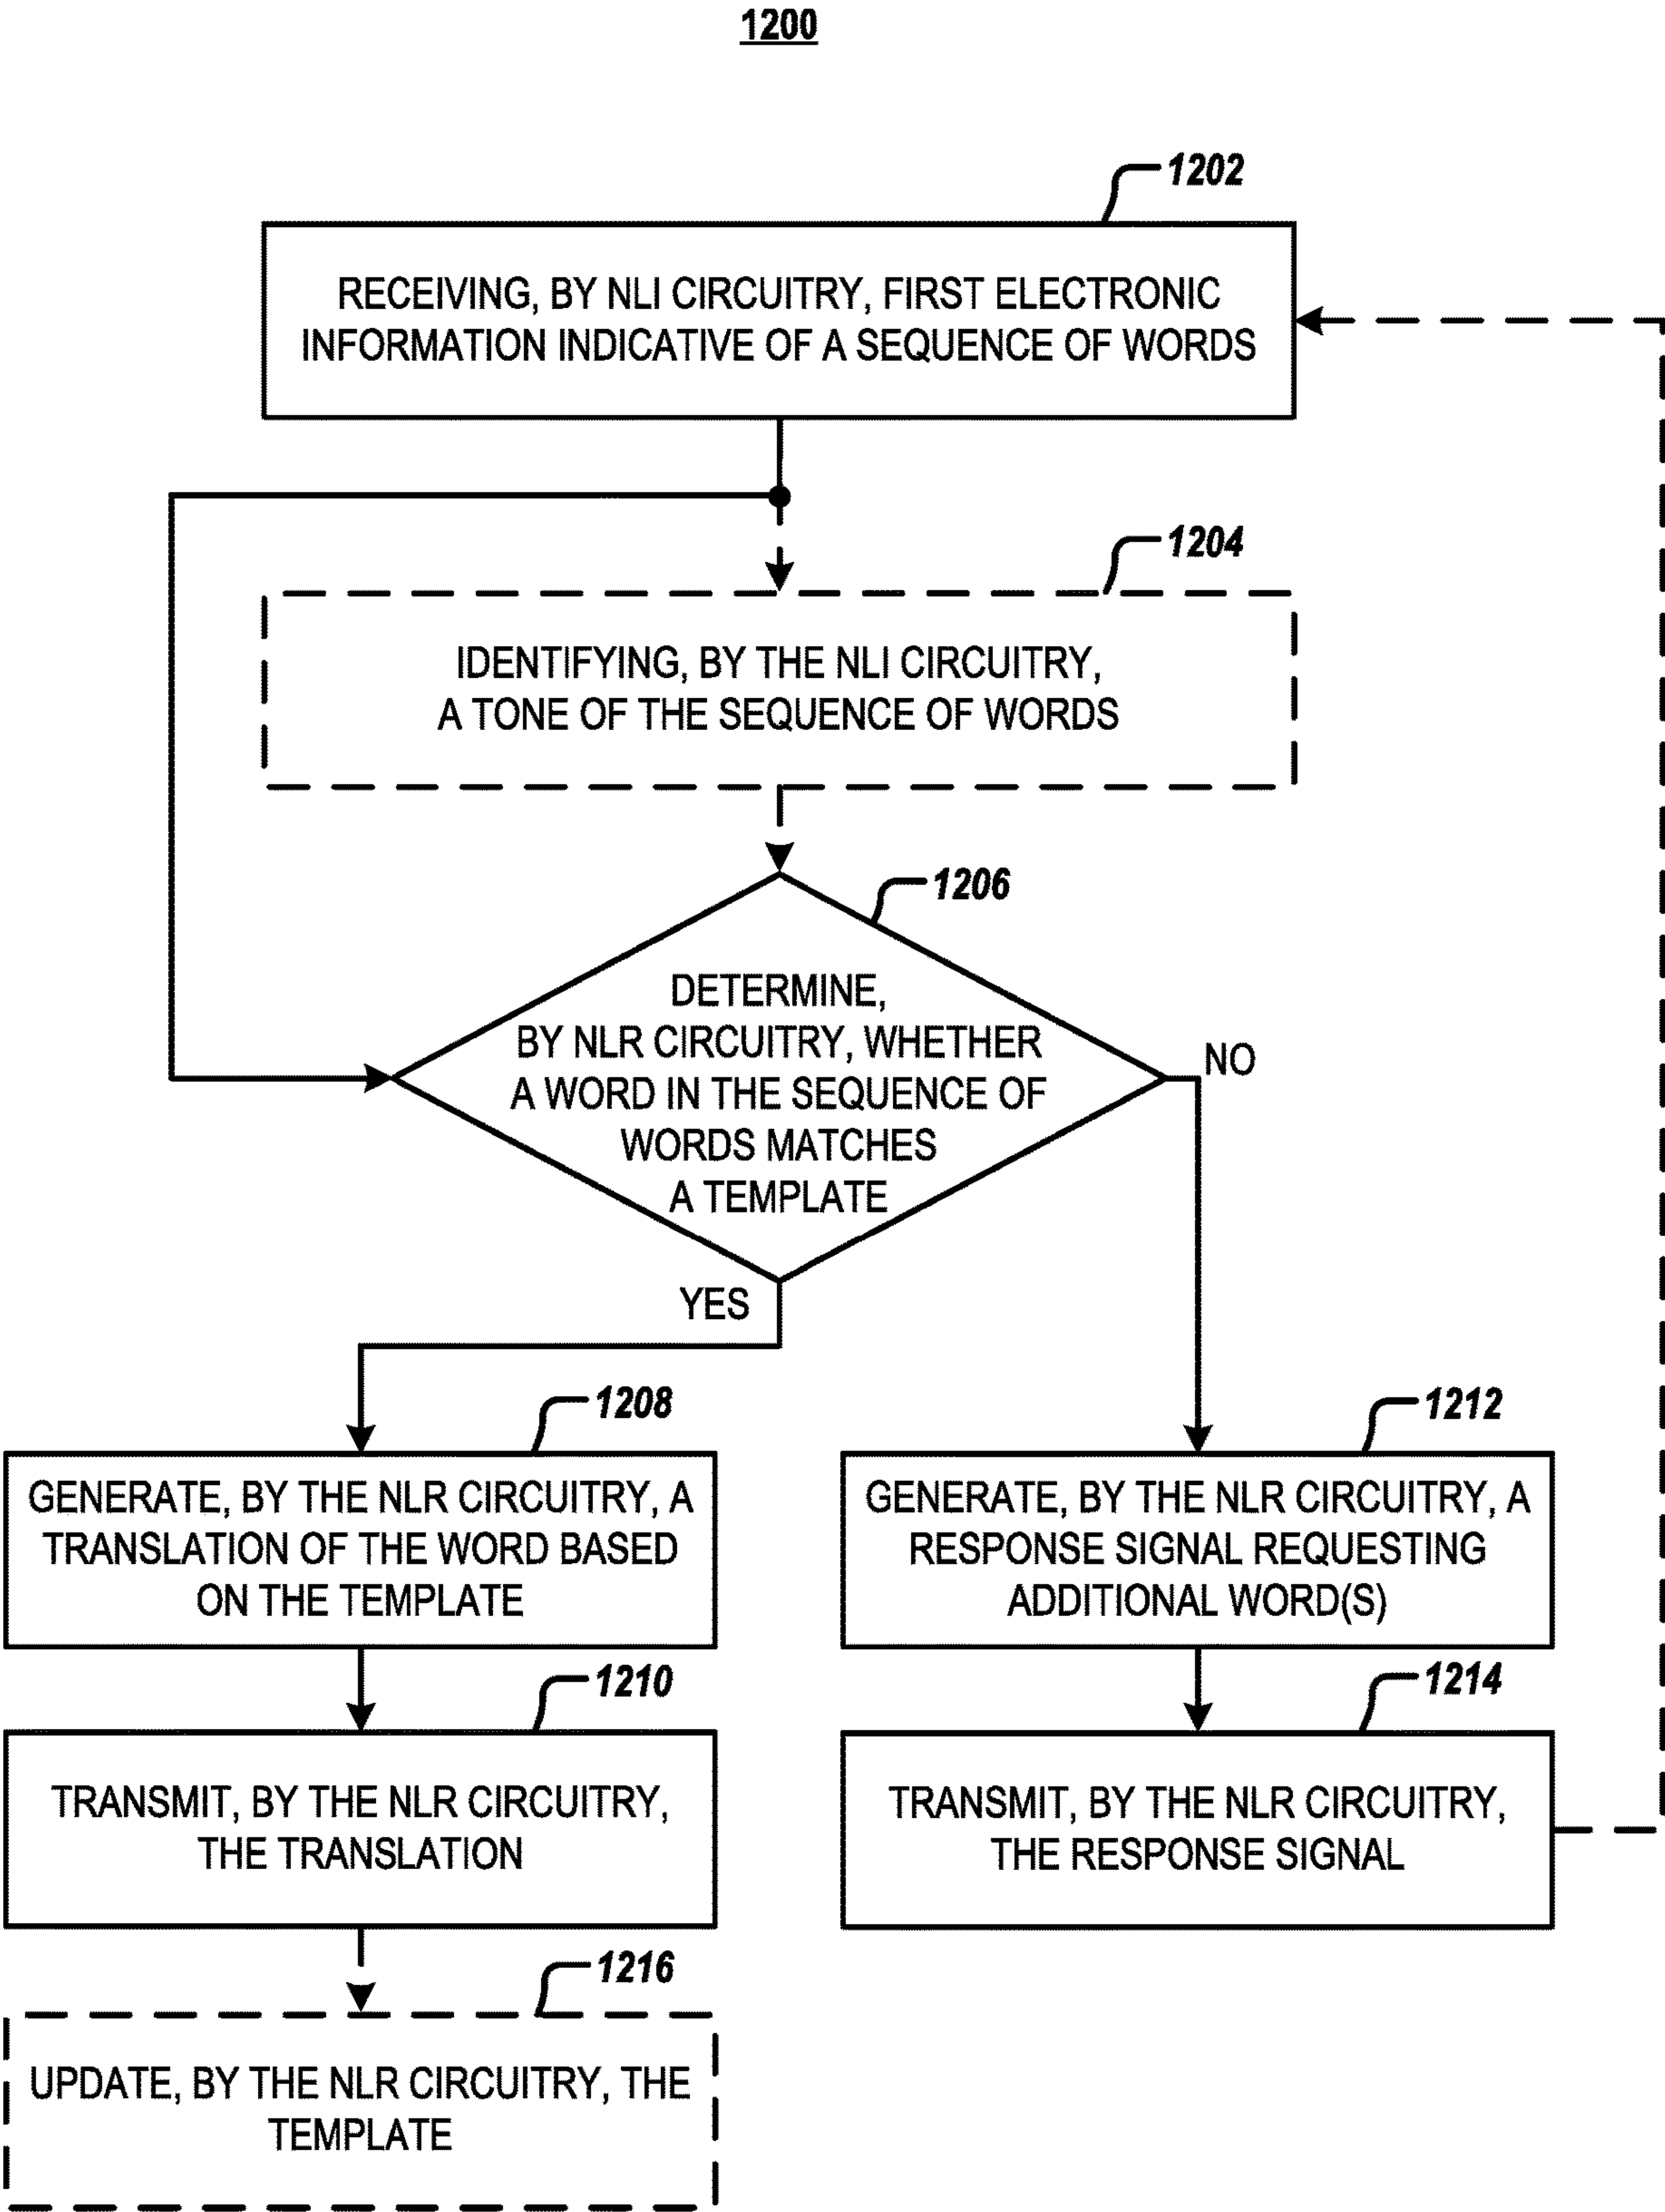 1200
1202
RECEIVING, BY NLI CIRCUITRY, FIRST ELECTRONIC
INFORMATION INDICATIVE OF A SEQUENCE OF WORDS
1204
IDENTIFYING, BY THE NLI CIRCUITRY,
A TONE OF THE SEQUENCE OF WORDS
1206
DETERMINE,
BY NLR CIRCUITRY, WHETHER
A WORD IN THE SEQUENCE OF
WORDS MATCHES
A TEMPLATE
NO
YES
1208
GENERATE, BY THE NLR CIRCUITRY, A
TRANSLATION OF THE WORD BASED
ON THE TEMPLATE
1212
GENERATE, BY THE NLR CIRCUITRY, A
RESPONSE SIGNAL REQUESTING
ADDITIONAL WORD(S)
1210
TRANSMIT, BY THE NLR CIRCUITRY,
THE TRANSLATION
1214
TRANSMIT, BY THE NLR CIRCUITRY,
THE RESPONSE SIGNAL
1216
UPDATE, BY THE NLR CIRCUITRY, THE
TEMPLATE